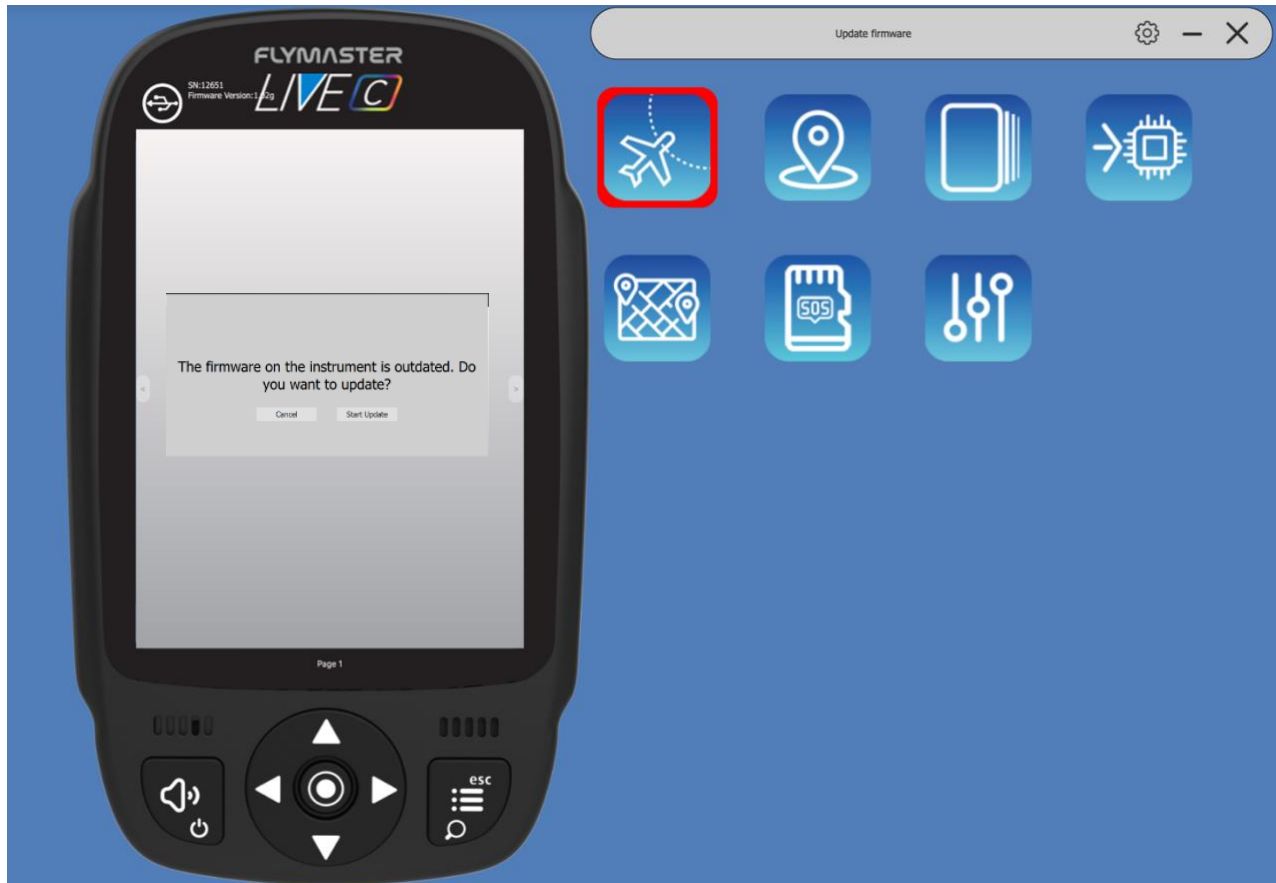 FLYMASTER
LIVE C
SN:12651
Firmware Version:
Update firmware
SOS
The firmware on the instrument is outdated. Do
you want to update?
<
>
Cancel Start Update
Page 1
esc